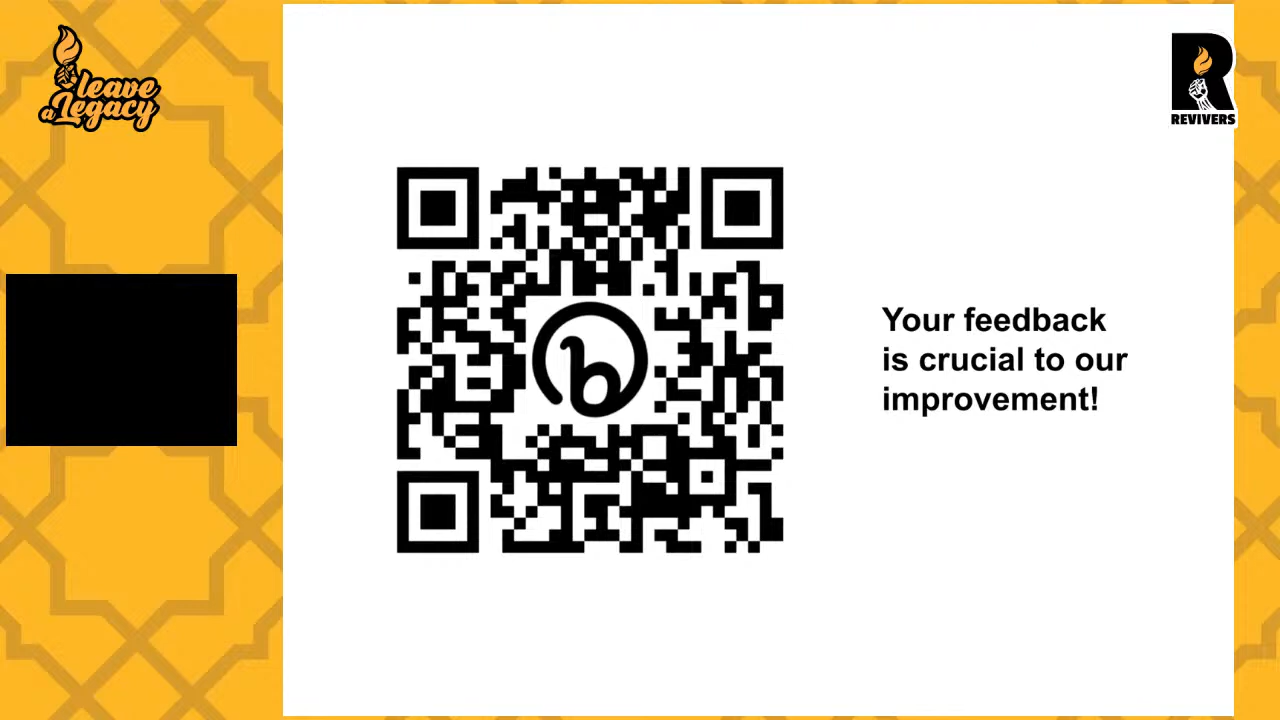 leave
a Legacy
REVIVERS
Your feedback
is crucial to our
improvement!